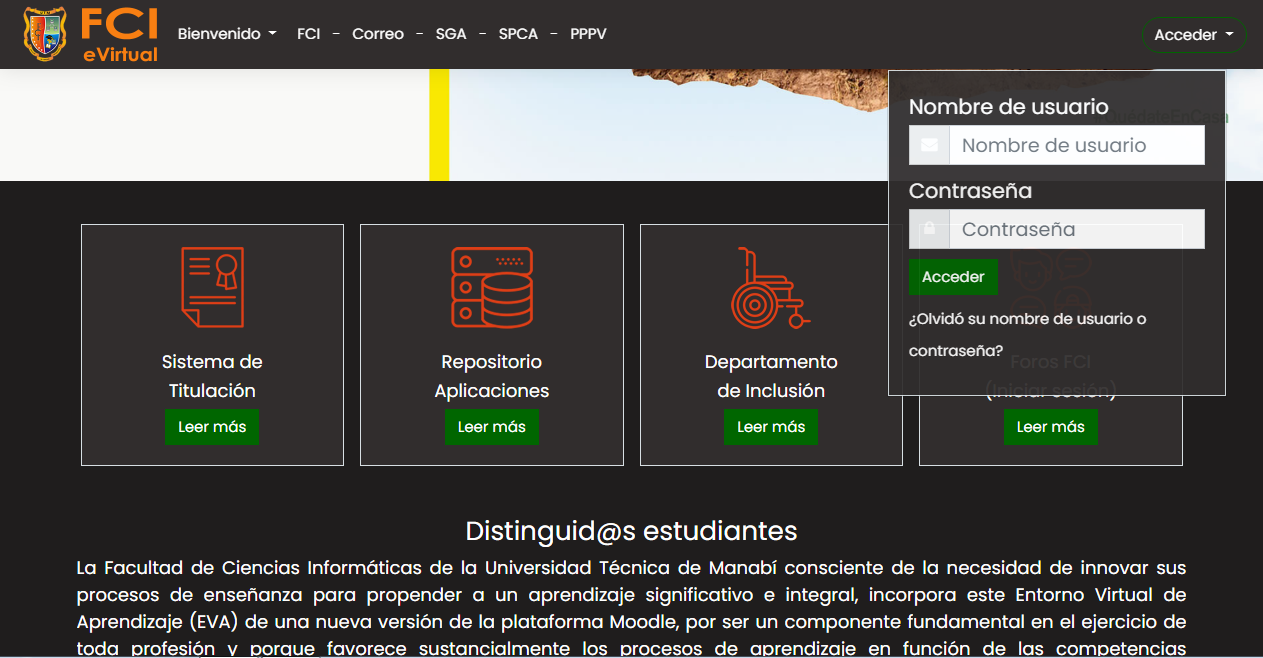 FCI
eVirtual
Bienvenido
FCI - Correo - SGA - SPCA - PPPV
Acceder
Nombre de usuario
Nombre de usuario
Contraseña
Contraseña
Acceder
¿Olvidó su nombre de usuario o
contraseña?
Sistema de
Titulación
Leer más
Repositorio
Aplicaciones
Leer más
Departamento
de Inclusión
Leer más
Foros FCI
(Iniciar sesión)
Leer más
Distinguid@s estudiantes
La Facultad de Ciencias Informáticas de la Universidad Técnica de Manabí consciente de la necesidad de innovar sus
procesos de enseñanza para propender a un aprendizaje significativo e integral, incorpora este Entorno Virtual de
Aprendizaje (EVA) de una nueva versión de la plataforma Moodle, por ser un componente fundamental en el ejercicio de
toda profesión y porque favorece sustancialmente los procesos de aprendizaje en función de las competencias